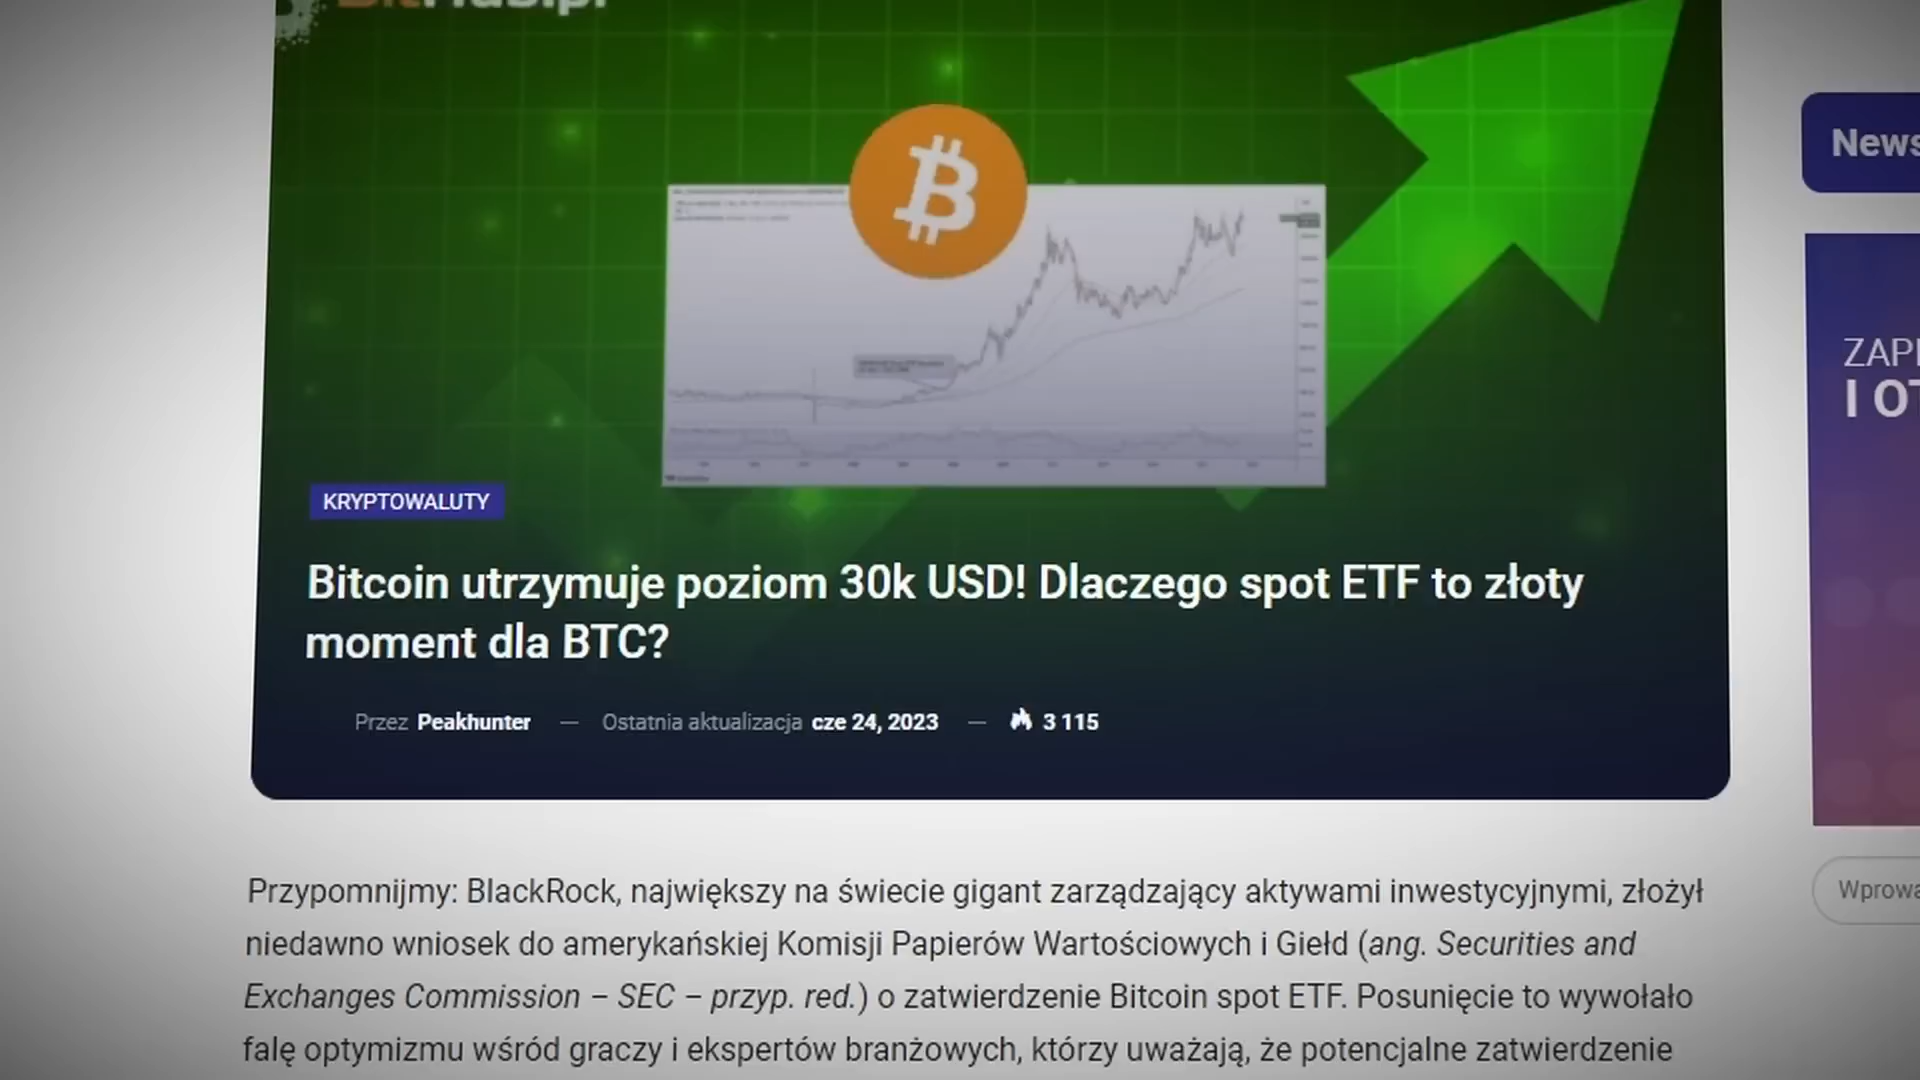 News
KRYPTOWALUTY
Bitcoin utrzymuje poziom 30k USD! Dlaczego spot ETF to złoty
moment dla BTC?
Przez Peakhunter — Ostatnia aktualizacja cze 24, 2023 — 3 115
I
Przypomnijmy: BlackRock, największy na świecie gigant zarządzający aktywami inwestycyjnymi, złożył
niedawno wniosek do amerykańskiej Komisji Papierów Wartościowych i Giełd (ang. Securities and
Exchanges Commission – SEC – przyp. red.) o zatwierdzenie Bitcoin spot ETF. Posunięcie to wywołało
falę optymizmu wśród graczy i ekspertów branżowych, którzy uważają, że potencjalne zatwierdzenie